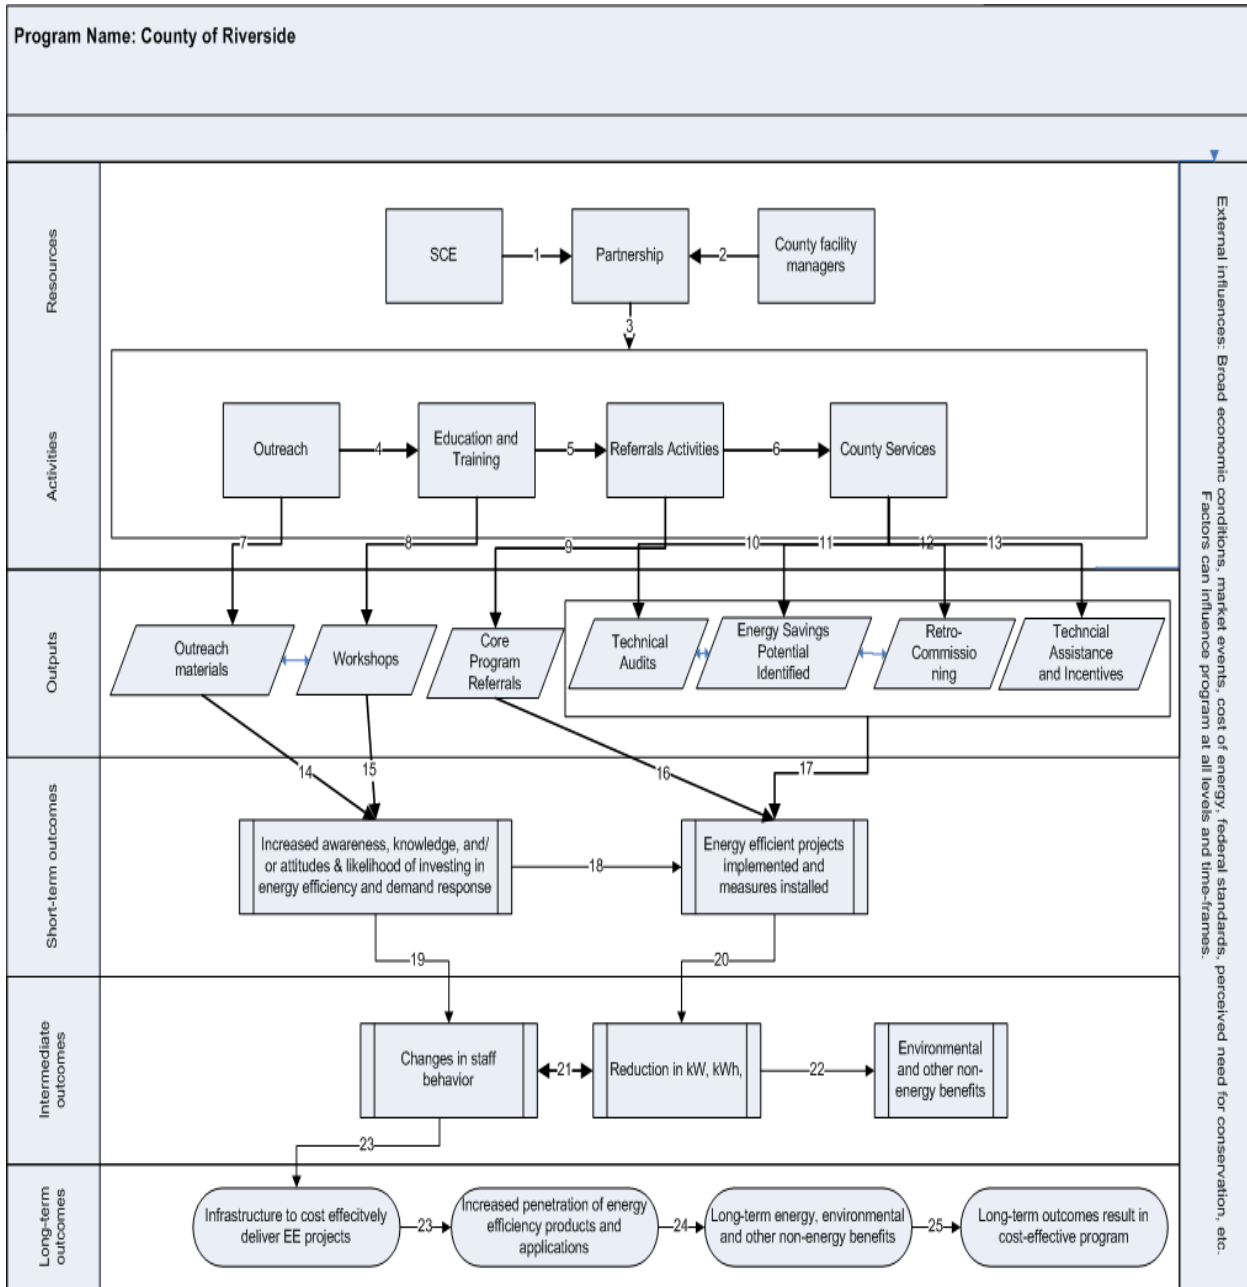 Program Name: County of Riverside
Resources
SCE
1
Partnership
2
County facility
managers
3
Activities
Outreach
4
Education and
Training
5
Referrals Activities
6
County Services
7
8
9
10
11
12
13
Outputs
Outreach
materials
Workshops
Core
Program
Referrals
Technical
Audits
Energy Savings
Potential
Identified
Retro-
Commissio
ning
Techncial
Assistance
and Incentives
14
15
16
17
Short-term outcomes
Increased awareness, knowledge, and/
or attitudes & likelihood of investing in
energy efficiency and demand response
18
Energy efficient projects
implemented and
measures installed
19
20
Intermediate
outcomes
Changes in staff
behavior
21
Reduction in kW, kWh,
22
Environmental
and other non-
energy benefits
23
Long-term
outcomes
Infrastructure to cost effecitvely
deliver EE projects
23
Increased penetration of energy
efficiency products and
applications
24
Long-term energy, environmental
and other non-energy benefits
25
Long-term outcomes result in
cost-effective program
External influences: Broad economic conditions, market events, cost of energy, federal standards, perceived need for conservation, etc.
Factors can influence program at all levels and time-frames.